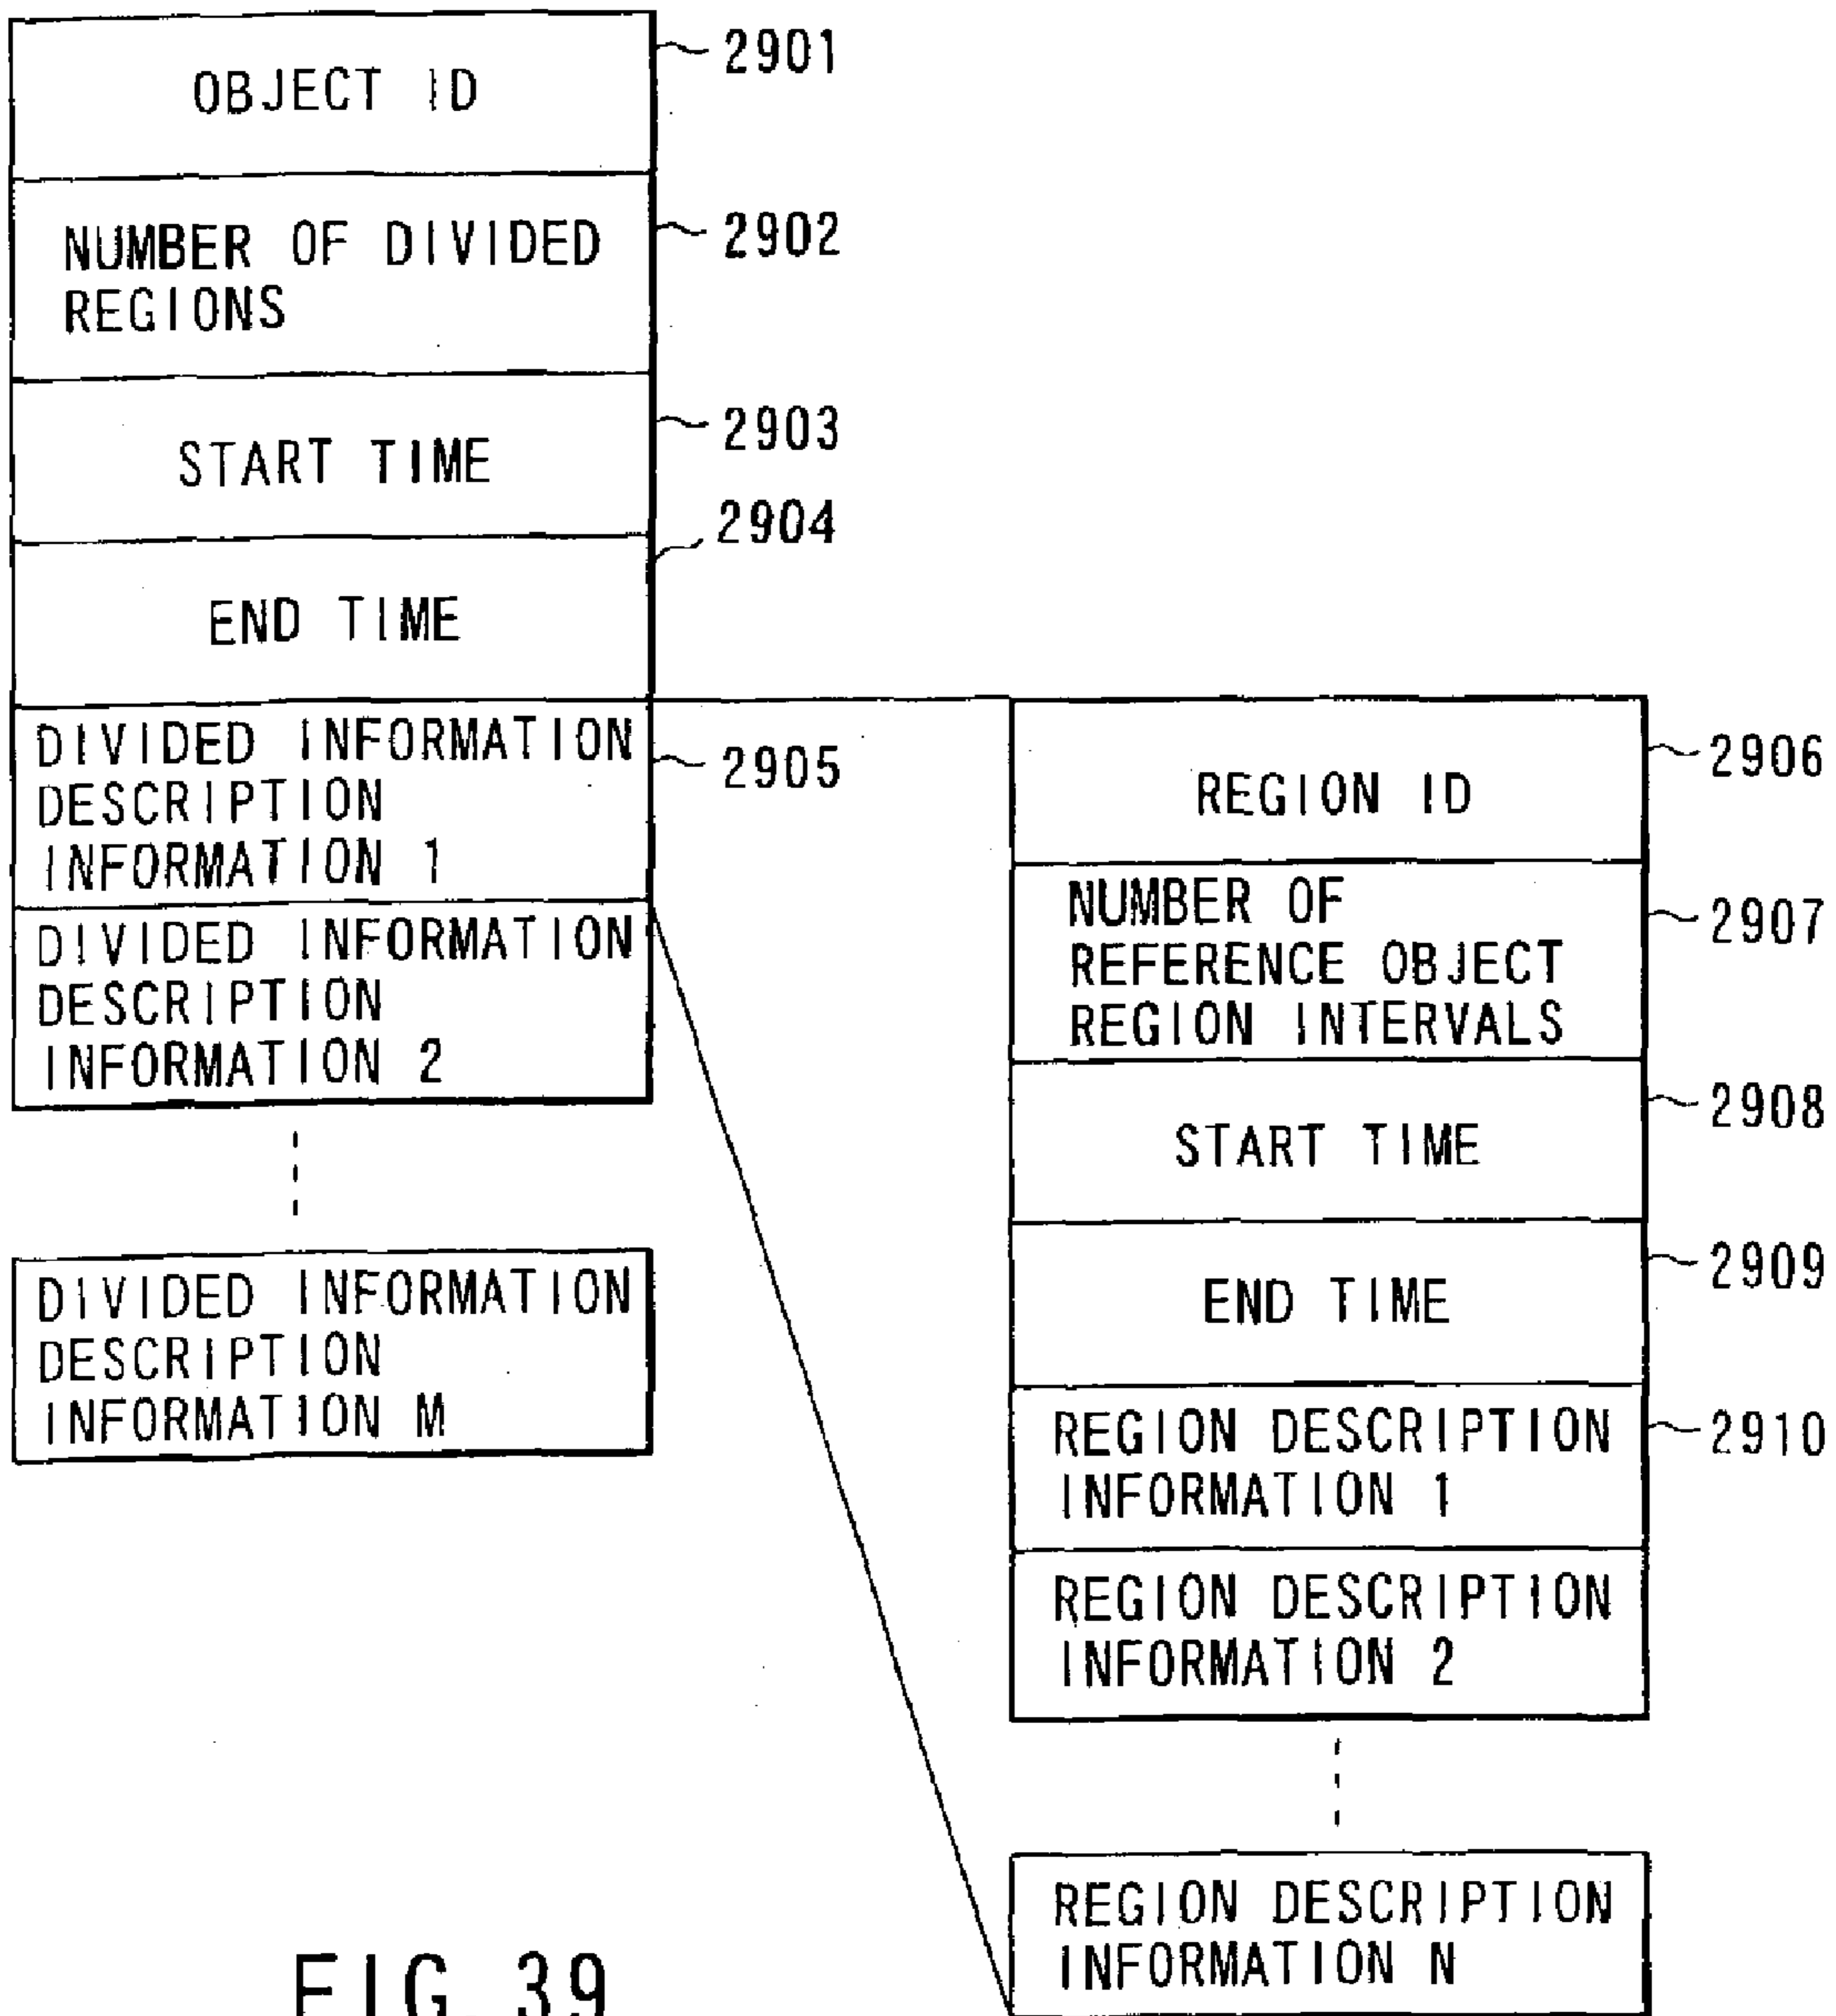 OBJECT ID
2901
NUMBER OF DIVIDED
REGIONS
2902
START TIME
2903
END TIME
2904
DIVIDED INFORMATION
DESCRIPTION
INFORMATION 1
2905
DIVIDED INFORMATION
DESCRIPTION
INFORMATION 2
DIVIDED INFORMATION
DESCRIPTION
INFORMATION M
REGION ID
2906
NUMBER OF
REFERENCE OBJECT
REGION INTERVALS
2907
START TIME
2908
END TIME
2909
REGION DESCRIPTION
INFORMATION 1
2910
REGION DESCRIPTION
INFORMATION 2
REGION DESCRIPTION
INFORMATION N
FIG. 39